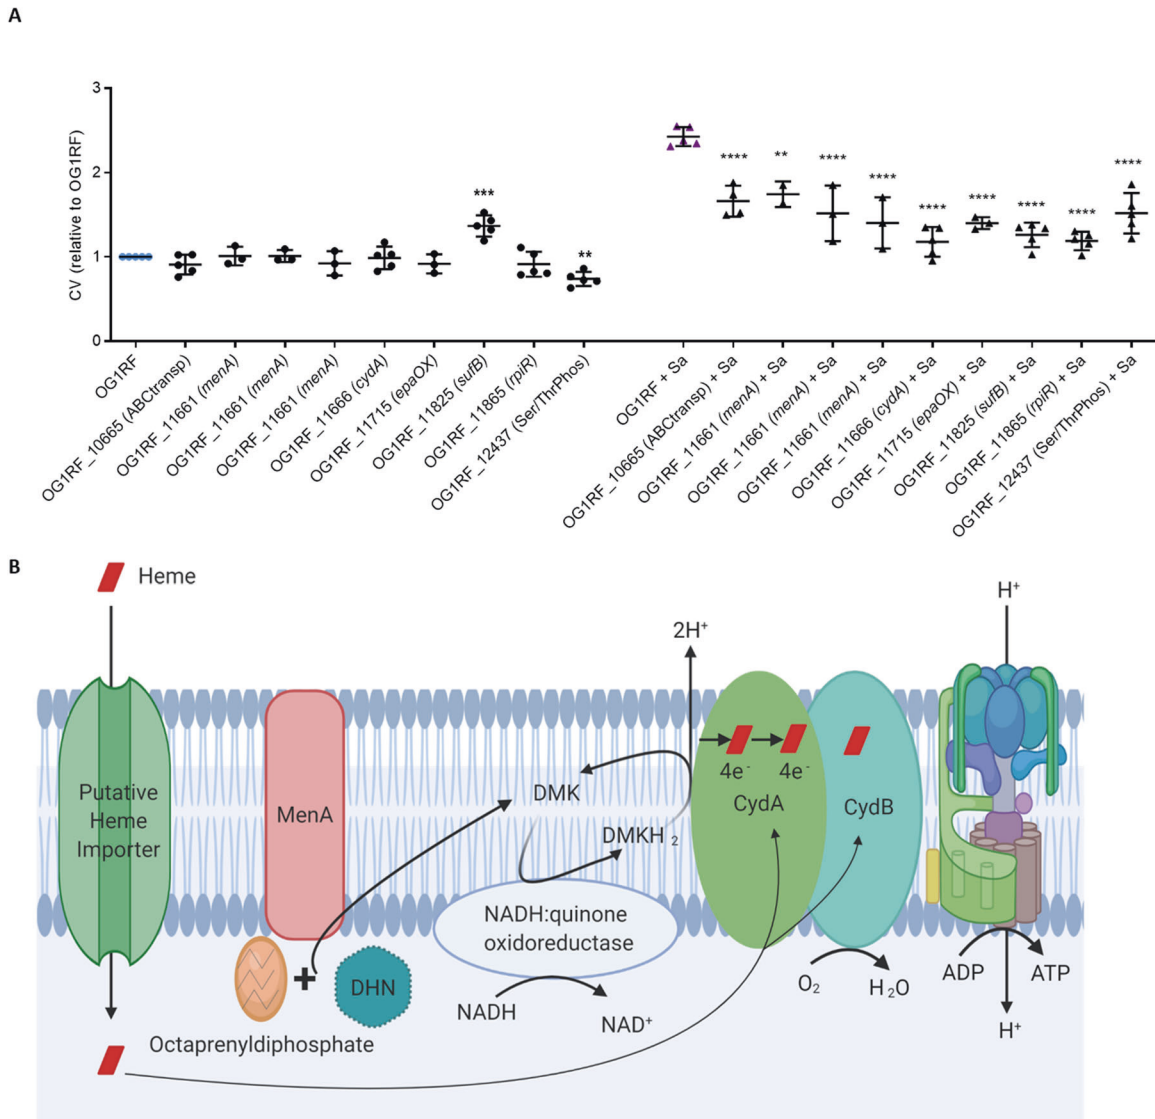 A
CV (relative to OG1RF)
3
2
1
0
***
**
****
**
****
****
****
****
****
****
****
OG1RF
OG1RF_10665 (ABCtransp)
OG1RF_11661 (menA)
OG1RF_11661 (menA)
OG1RF_11661 (menA)
OG1RF_11666 (cydA)
OG1RF_11715 (epaOX)
OG1RF_11825 (sufB)
OG1RF_11865 (rpiR)
OG1RF_12437 (Ser/ThrPhos)
OG1RF + Sa
OG1RF_10665 (ABCtransp) + Sa
OG1RF_11661 (menA) + Sa
OG1RF_11661 (menA) + Sa
OG1RF_11661 (menA) + Sa
OG1RF_11666 (cydA) + Sa
OG1RF_11715 (epaOX) + Sa
OG1RF_11825 (sufB) + Sa
OG1RF_11865 (rpiR) + Sa
OG1RF_12437 (Ser/ThrPhos) + Sa
B
Heme
H⁺
2H⁺
Putative
Heme
Importer
MenA
DMK
DMKH₂
4e⁻
4e⁻
CydA
CydB
NADH:quinone
oxidoreductase
+
DHN
NADH
NAD⁺
O₂
H₂O
ADP
ATP
H⁺
Octaprenyldiphosphate